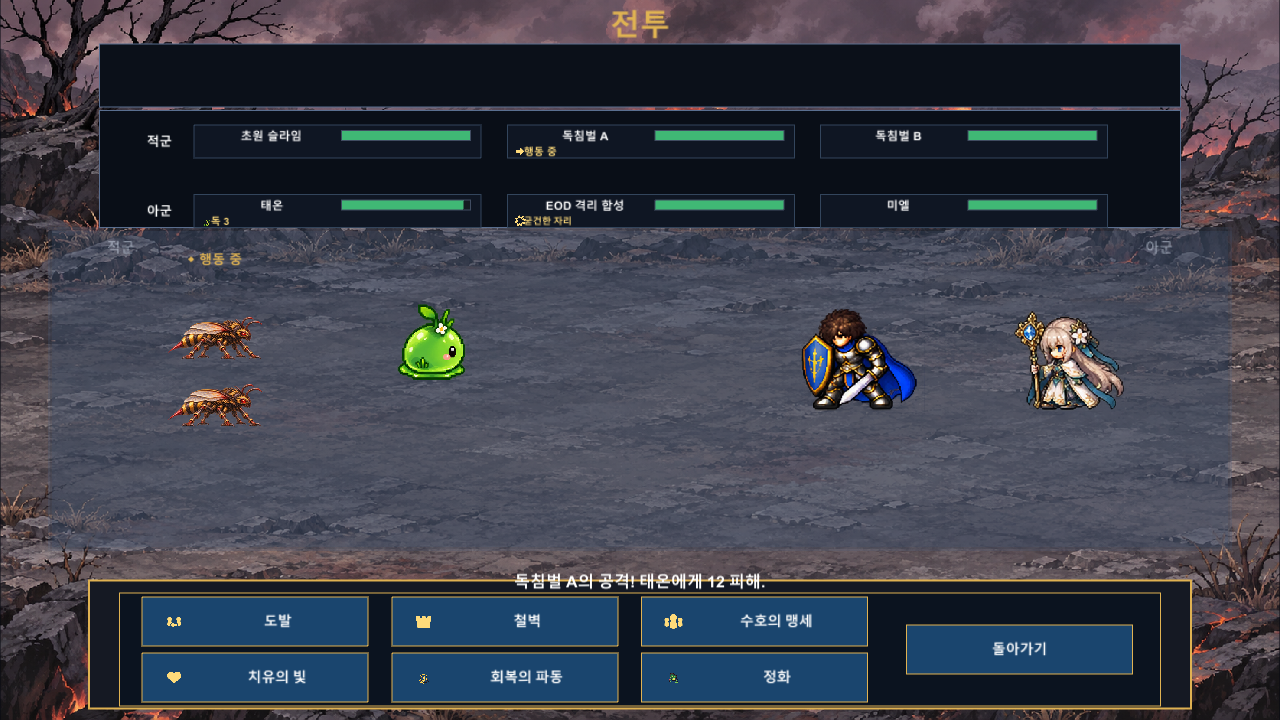 전투
적군
초원 슬라임
독침벌 A
➔행동 중
독침벌 B
아군
태온
독 3
EOD 격리 합성
굳건한 자리
미엘
적군
아군
✦ 행동 중
독침벌 A의 공격! 태온에게 12 피해.
도발
철벽
수호의 맹세
치유의 빛
회복의 파동
정화
돌아가기